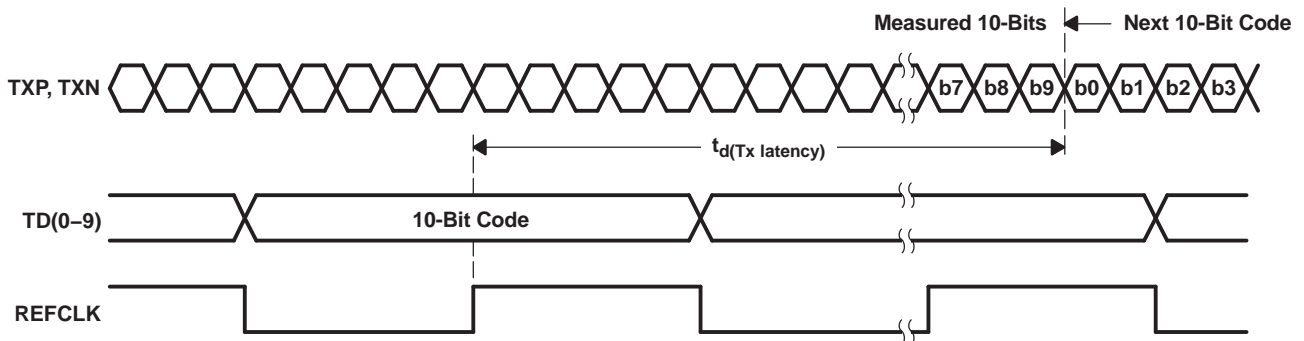 Measured 10-Bits Next 10-Bit Code
TXP, TXN b7 b8 b9 b0 b1 b2 b3
td(Tx latency)
TD(0–9) 10-Bit Code
REFCLK